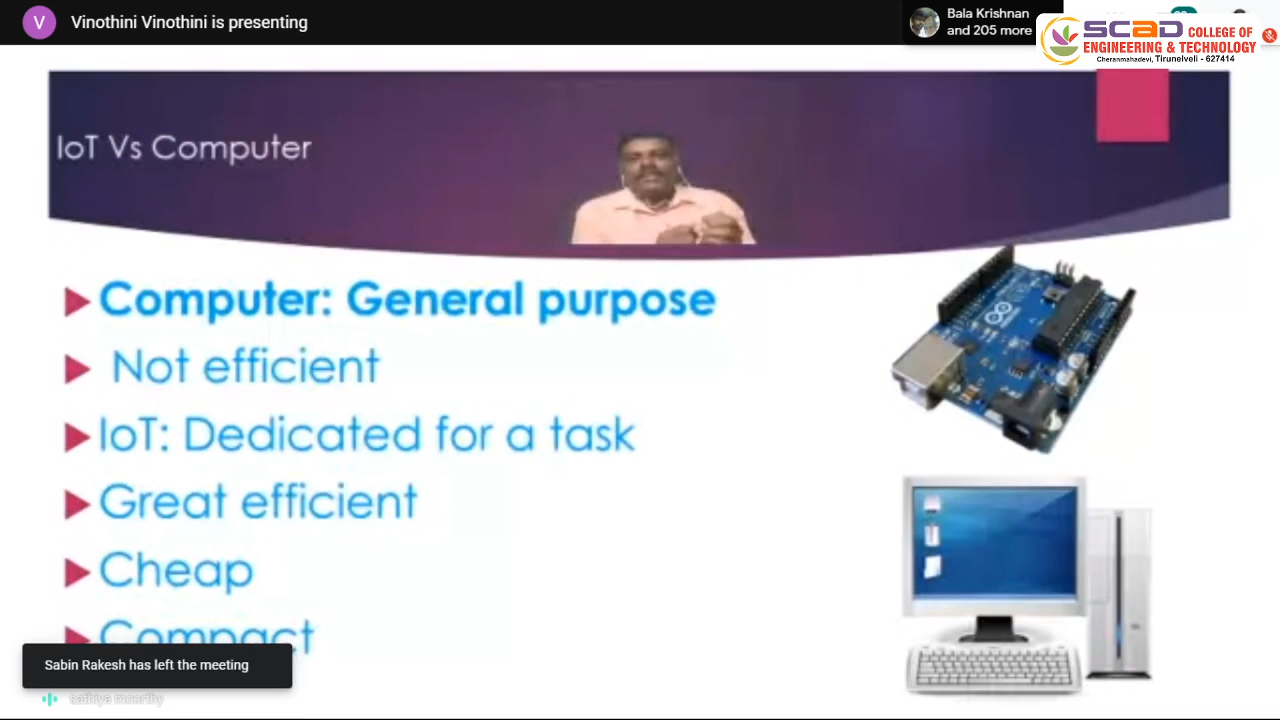 V
Vinothini Vinothini is presenting
Bala Krishnan
and 205 more
SCAD COLLEGE OF
ENGINEERING & TECHNOLOGY
Cheranmahadevi, Tirunelveli - 627414
IoT Vs Computer
Computer: General purpose
Not efficient
IoT: Dedicated for a task
Great efficient
Cheap
Compact
Sabin Rakesh has left the meeting
sathiya moorthy